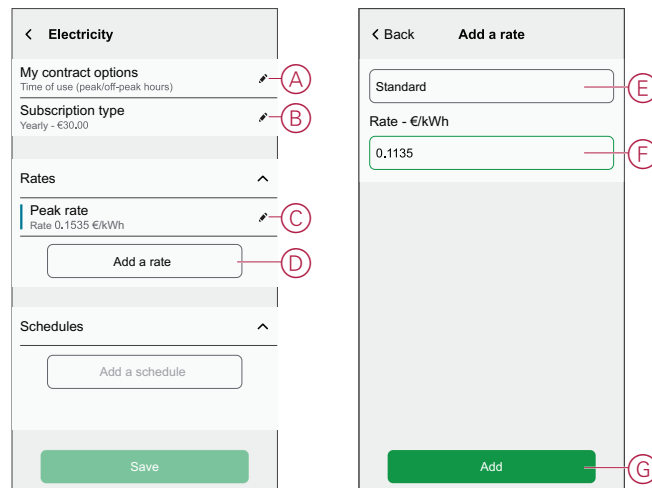 Electricity
My contract options
Time of use (peak/off-peak hours)
A
Subscription type
Yearly - €30.00
B
Rates
Peak rate
Rate 0.1535 €/kWh
C
Add a rate
D
Schedules
Add a schedule
Save
Back
Add a rate
Standard
E
Rate - €/kWh
0.1135
F
Add
G